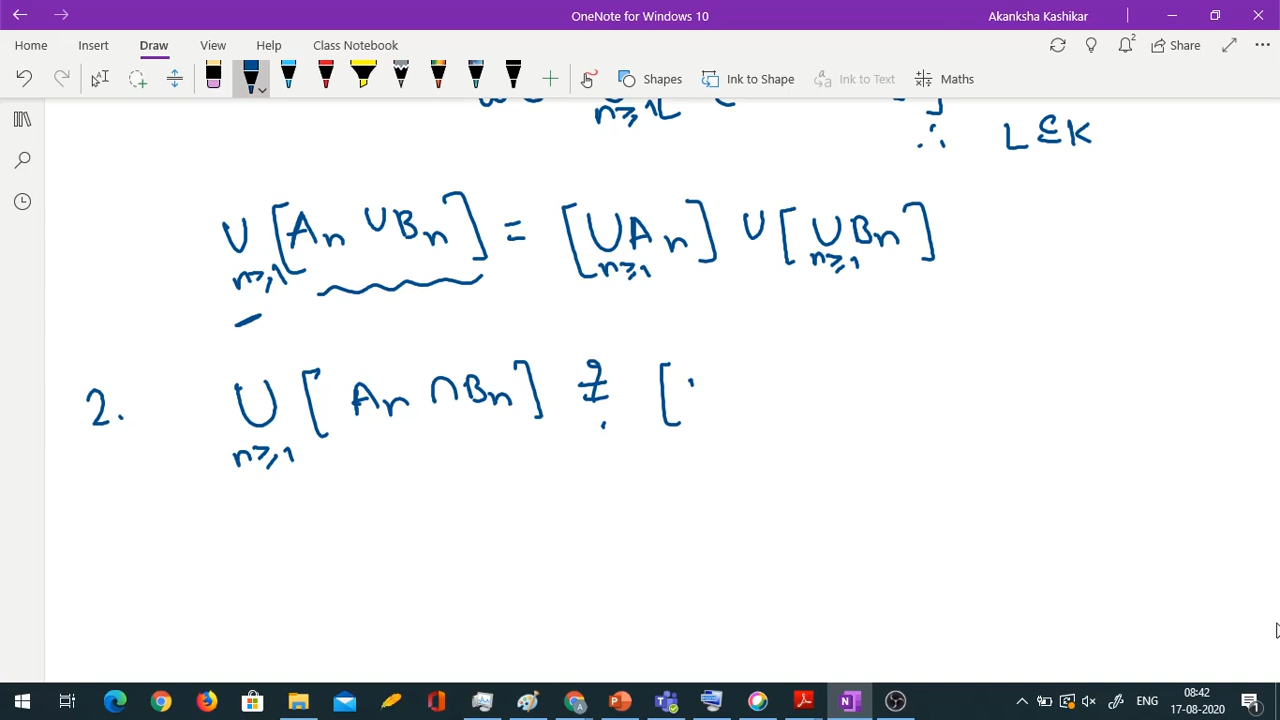 OneNote for Windows 10
Akanksha Kashikar
Home Insert Draw View Help Class Notebook Share
Shapes Ink to Shape Ink to Text Maths
n≥1
∴ L ⊆ K
∪ n≥1 [An ∪ Bn] = [∪ n≥1 An] ∪ [∪ n≥1 Bn]
2. ∪ n≥1 [An ∩ Bn] [
ENG 08:42
17-08-2020